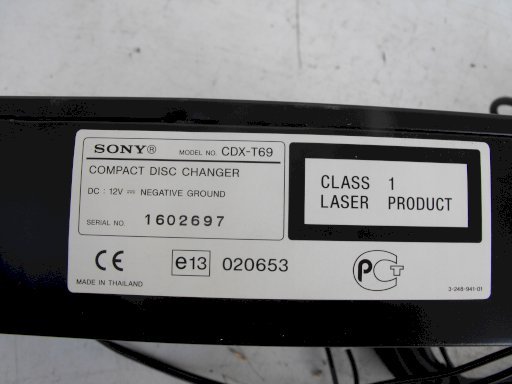 SONY® MODEL NO. CDX-T69
COMPACT DISC CHANGER
DC : 12V ⎓ NEGATIVE GROUND
SERIAL NO. 1602697
CLASS 1
LASER PRODUCT
CE e13 020653 PCT
MADE IN THAILAND
3-248-941-01